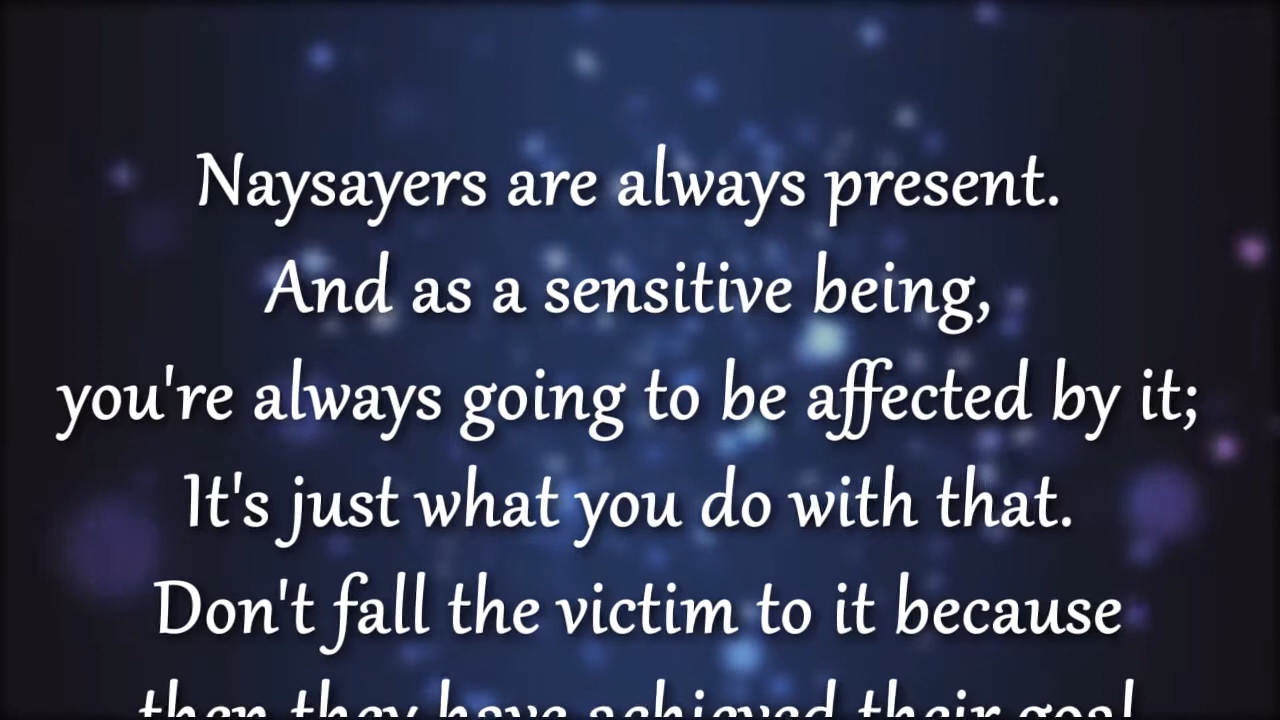 Naysayers are always present.
And as a sensitive being,
you're always going to be affected by it;
It's just what you do with that.
Don't fall the victim to it because
then they have achieved their goal